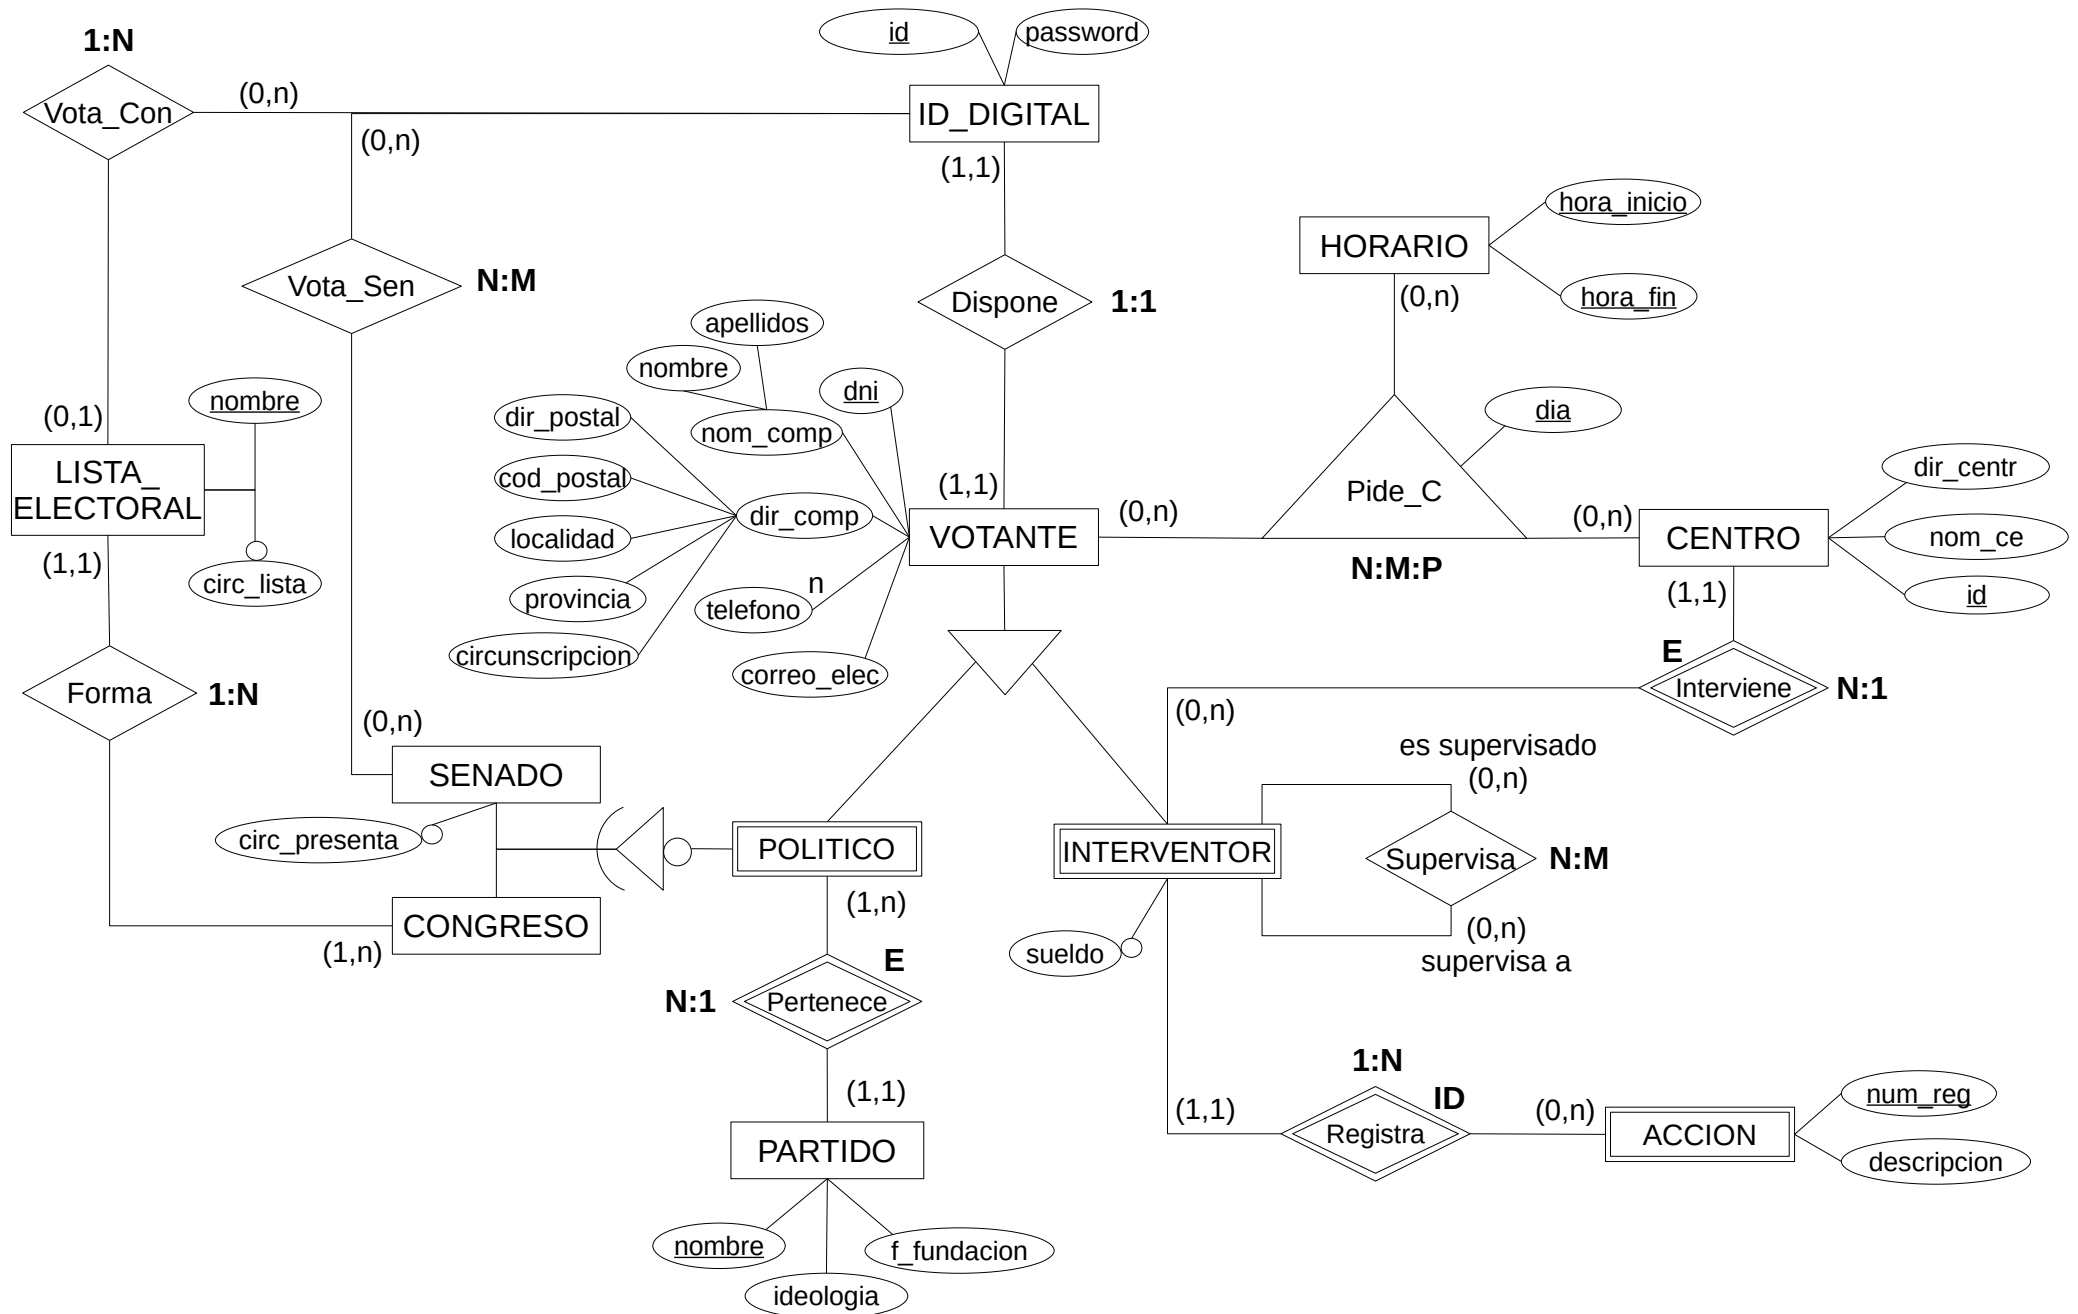 1:N
id
password
Vota_Con
(0,n)
ID_DIGITAL
(0,n)
(1,1)
hora_inicio
HORARIO
Vota_Sen
N:M
Dispone
1:1
(0,n)
hora_fin
apellidos
nombre
dni
nombre
(0,1)
dir_postal
nom_comp
dia
LISTA_
ELECTORAL
cod_postal
dir_comp
(1,1)
VOTANTE
(0,n)
Pide_C
N:M:P
(0,n)
CENTRO
dir_centr
nom_ce
id
localidad
(1,1)
circ_lista
provincia
telefono
n
(1,1)
circunscripcion
correo_elec
E
Interviene
N:1
Forma
1:N
(0,n)
(0,n)
es supervisado
(0,n)
SENADO
circ_presenta
POLITICO
INTERVENTOR
Supervisa
N:M
(1,n)
CONGRESO
(1,n)
sueldo
(0,n)
supervisa a
E
N:1
Pertenece
1:N
(1,1)
(1,1)
ID
Registra
(0,n)
ACCION
num_reg
descripcion
PARTIDO
nombre
f_fundacion
ideologia